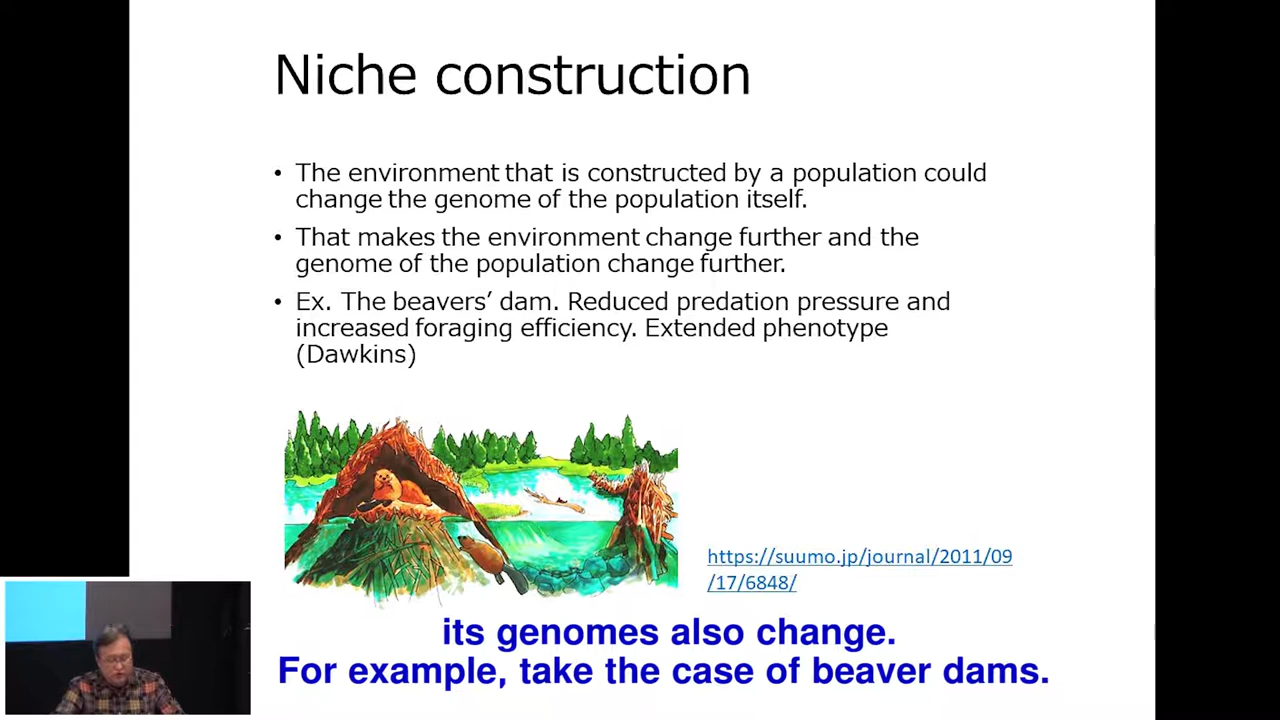 Niche construction
• The environment that is constructed by a population could
change the genome of the population itself.
• That makes the environment change further and the
genome of the population change further.
• Ex. The beavers’ dam. Reduced predation pressure and
increased foraging efficiency. Extended phenotype
(Dawkins)
https://suumo.jp/journal/2011/09
/17/6848/
its genomes also change.
For example, take the case of beaver dams.